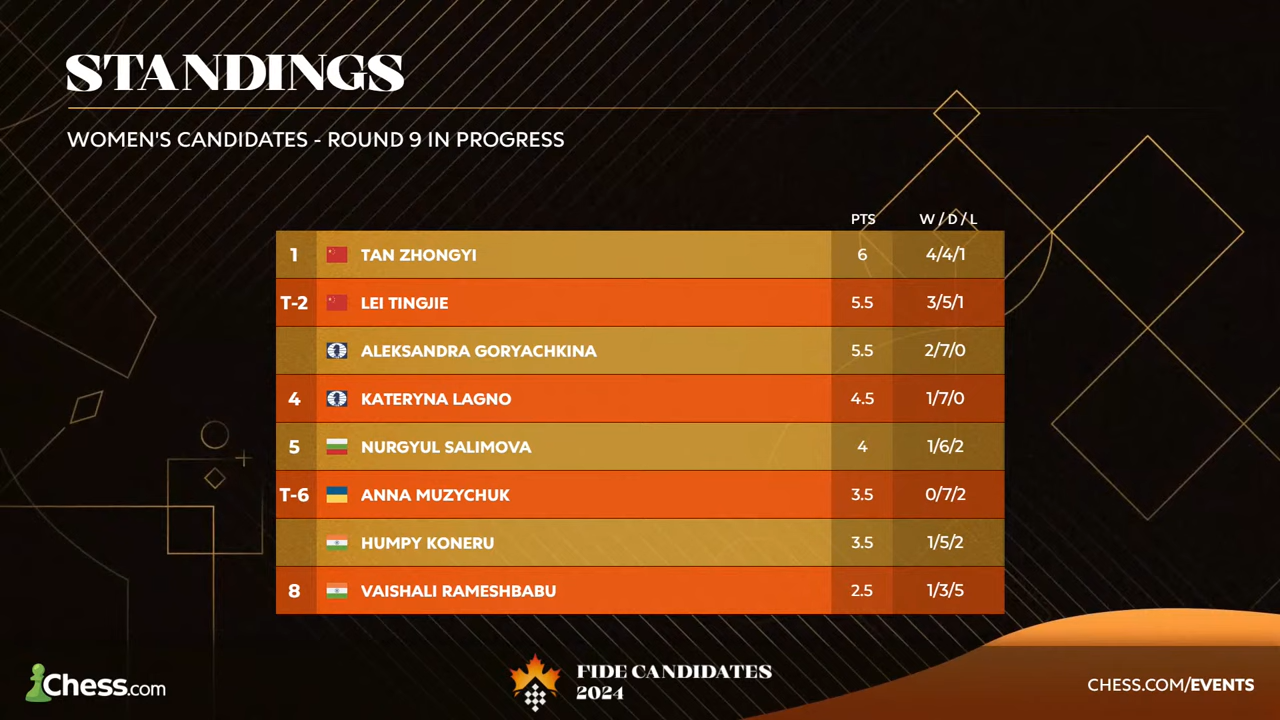 STANDINGS
WOMEN'S CANDIDATES - ROUND 9 IN PROGRESS
PTS W / D / L
1 TAN ZHONGYI 6 4/4/1
T-2 LEI TINGJIE 5.5 3/5/1
ALEKSANDRA GORYACHKINA 5.5 2/7/0
4 KATERYNA LAGNO 4.5 1/7/0
5 NURGYUL SALIMOVA 4 1/6/2
T-6 ANNA MUZYCHUK 3.5 0/7/2
HUMPY KONERU 3.5 1/5/2
8 VAISHALI RAMESHBABU 2.5 1/3/5
Chess.com
FIDE CANDIDATES
2024
CHESS.COM/EVENTS